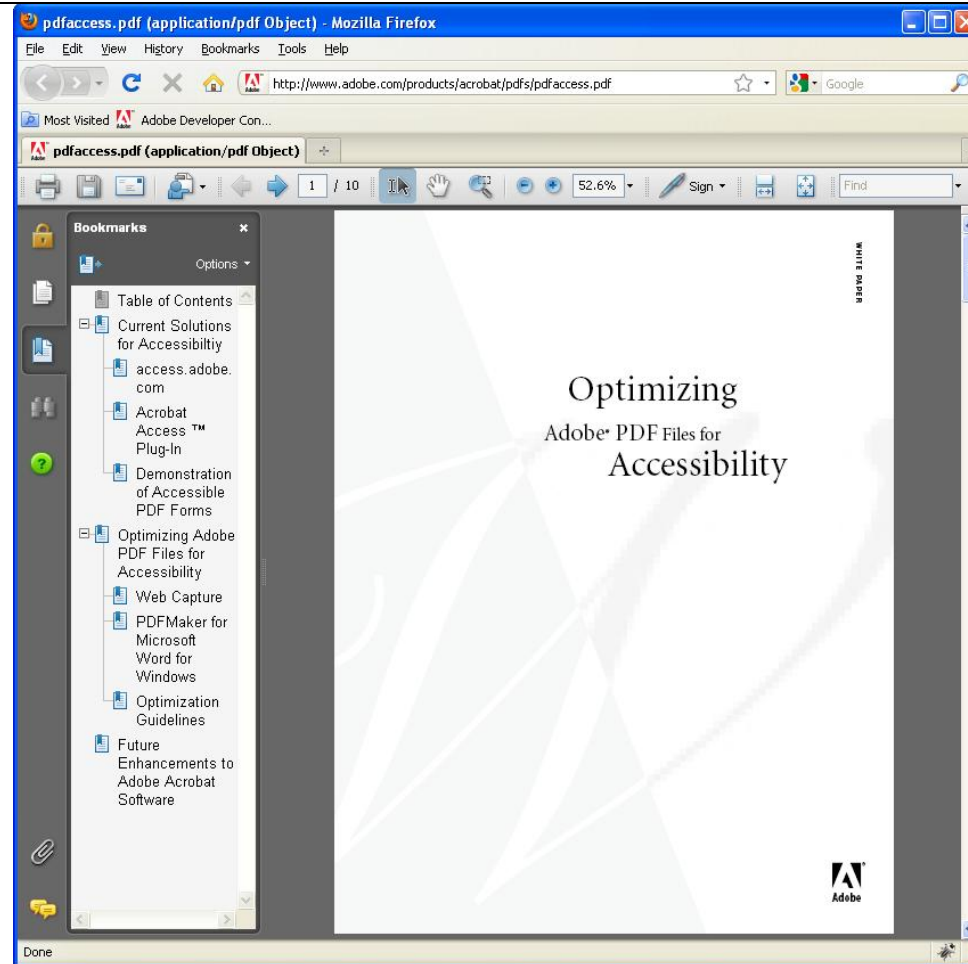 pdfaccess.pdf (application/pdf Object) - Mozilla Firefox
File Edit View History Bookmarks Tools Help
http://www.adobe.com/products/acrobat/pdfs/pdfaccess.pdf
Google
Most Visited Adobe Developer Con...
pdfaccess.pdf (application/pdf Object)
1 / 10 52.6% Sign Find
Bookmarks
Options
Table of Contents
Current Solutions
for Accessibiltiy
access.adobe.
com
Acrobat
Access ™
Plug-In
Demonstration
of Accessible
PDF Forms
Optimizing Adobe
PDF Files for
Accessibility
Web Capture
PDFMaker for
Microsoft
Word for
Windows
Optimization
Guidelines
Future
Enhancements to
Adobe Acrobat
Software
WHITE PAPER
Optimizing
Adobe® PDF Files for
Accessibility
Adobe
Done